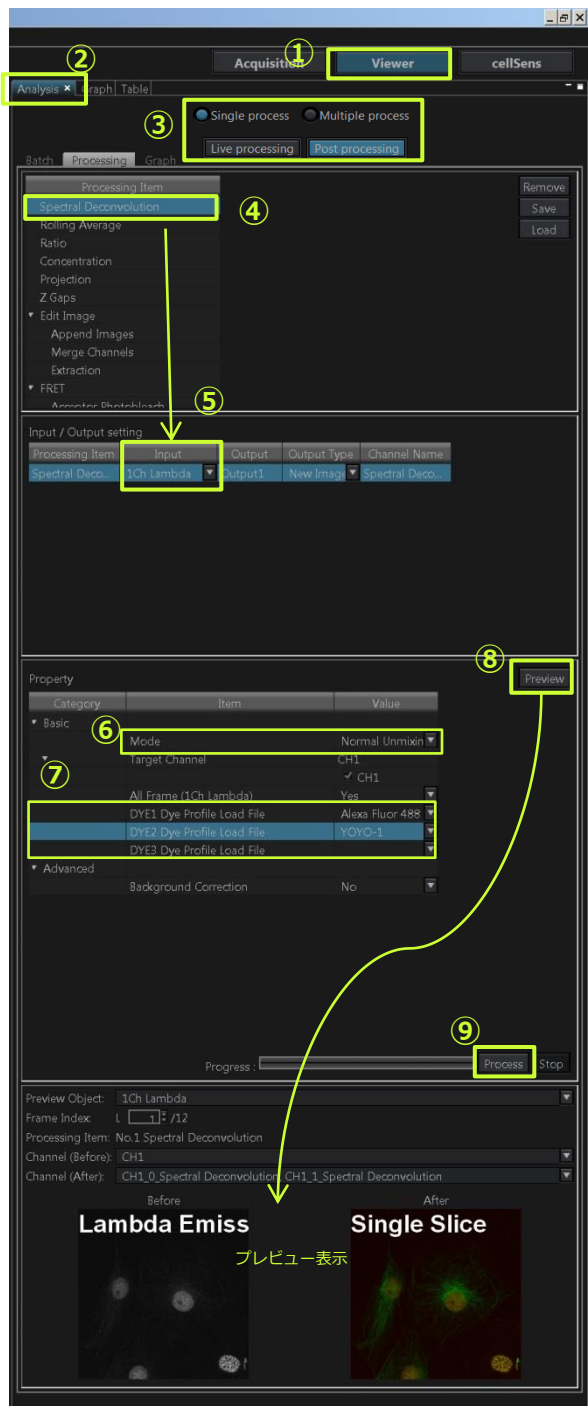 ①
Acquisition Viewer cellSens
②
Analysis × Graph Table
③
Single process Multiple process
Live processing Post processing
Batch Processing Graph
Processing Item
Remove
Spectral Deconvolution
④
Save
Rolling Average
Load
Ratio
Concentration
Projection
Z Gaps
Edit Image
Append Images
Merge Channels
Extraction
FRET
Acceptor Photobleach
⑤
Input / Output setting
Processing Item Input Output Output Type Channel Name
Spectral Deco... 1Ch Lambda Output1 New Image Spectral Deco...
⑧
Property
Preview
Category Item Value
Basic
⑥
Mode Normal Unmixin
Target Channel CH1
⑦
✓ CH1
All Frame (1Ch Lambda) Yes
DYE1 Dye Profile Load File Alexa Fluor 488
DYE2 Dye Profile Load File YOYO-1
DYE3 Dye Profile Load File
Advanced
Background Correction No
⑨
Progress : Process Stop
Preview Object: 1Ch Lambda
Frame Index: L 1 /12
Processing Item: No.1 Spectral Deconvolution
Channel (Before): CH1
Channel (After): CH1_0_Spectral Deconvolution, CH1_1_Spectral Deconvolution
Before After
Lambda Emiss Single Slice
プレビュー表示